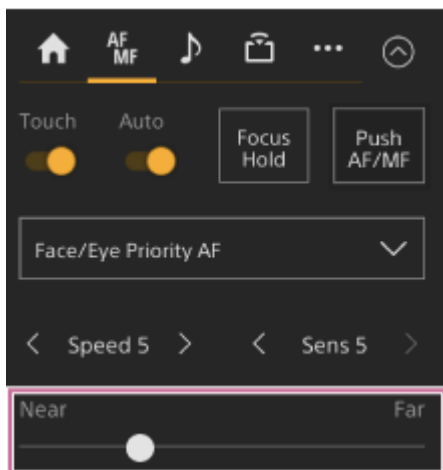 AF
MF
Touch Auto
Focus
Hold
Push
AF/MF
Face/Eye Priority AF
Speed 5 Sens 5
Near Far